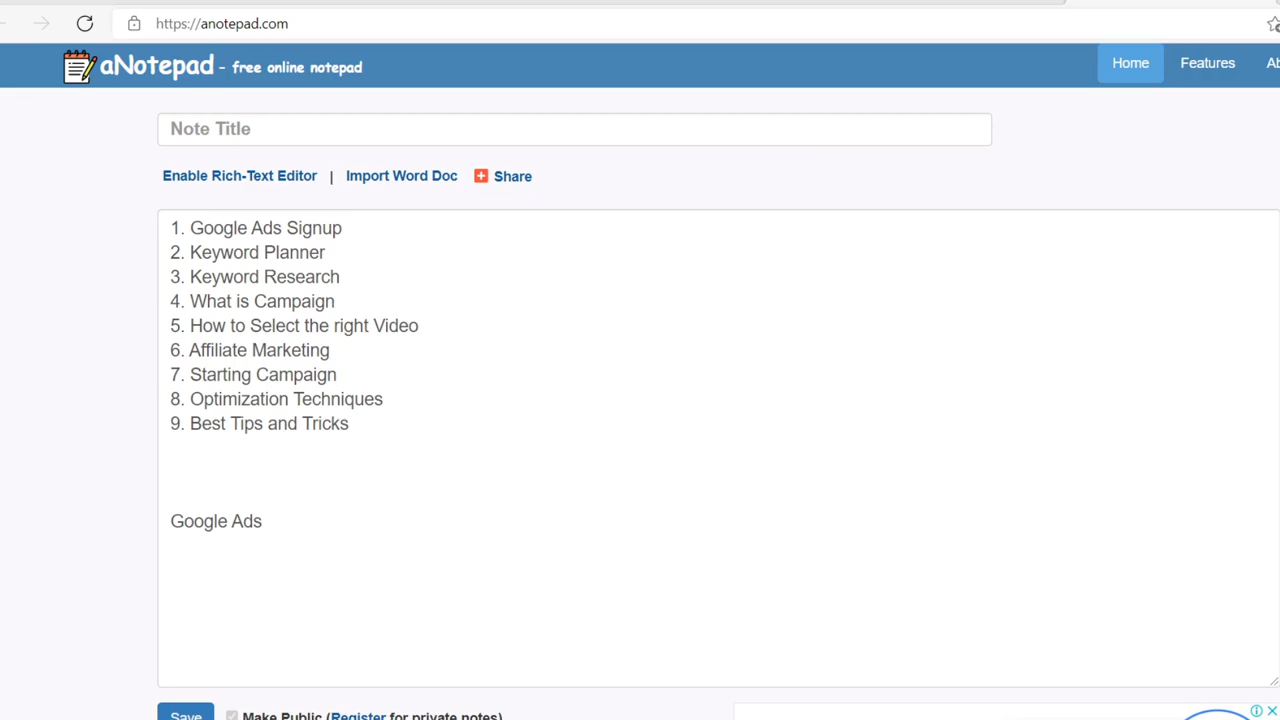 https://anotepad.com
aNotepad - free online notepad
Home Features
Note Title
Enable Rich-Text Editor | Import Word Doc Share
1. Google Ads Signup
2. Keyword Planner
3. Keyword Research
4. What is Campaign
5. How to Select the right Video
6. Affiliate Marketing
7. Starting Campaign
8. Optimization Techniques
9. Best Tips and Tricks
Google Ads
Save Make Public (Register for private notes)